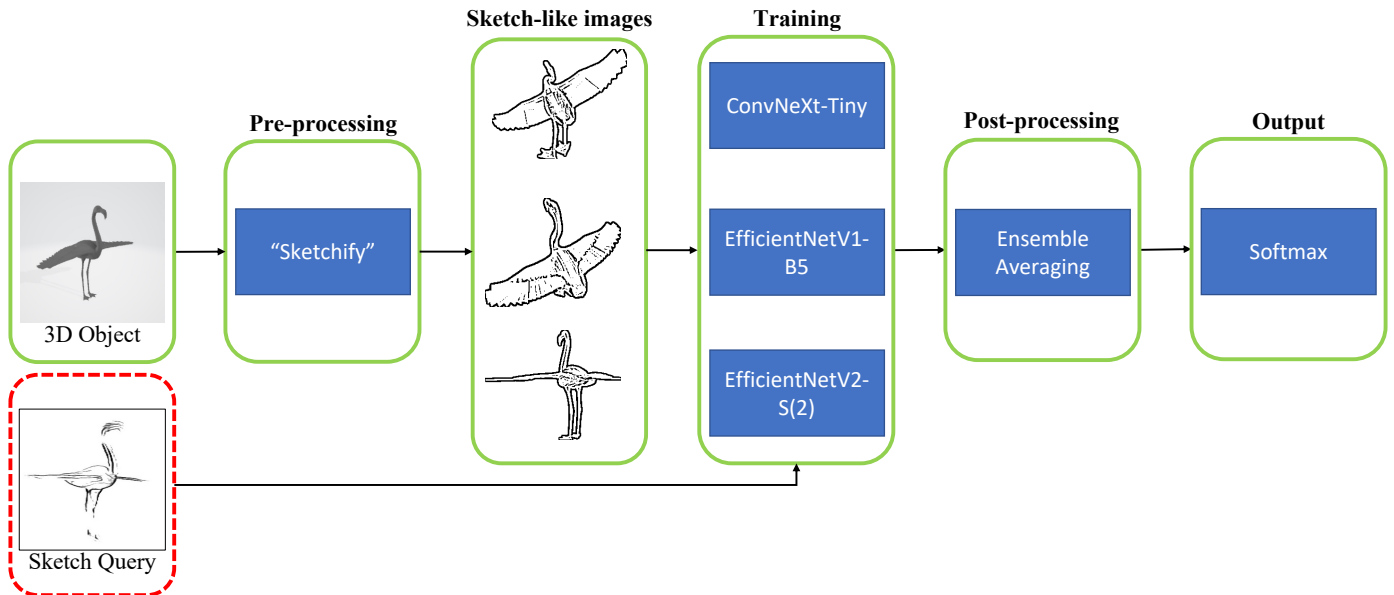 Sketch-like images
Training
Pre-processing
Post-processing
Output
ConvNeXt-Tiny
3D Object
“Sketchify”
EfficientNetV1-
B5
Ensemble
Averaging
Softmax
EfficientNetV2-
S(2)
Sketch Query